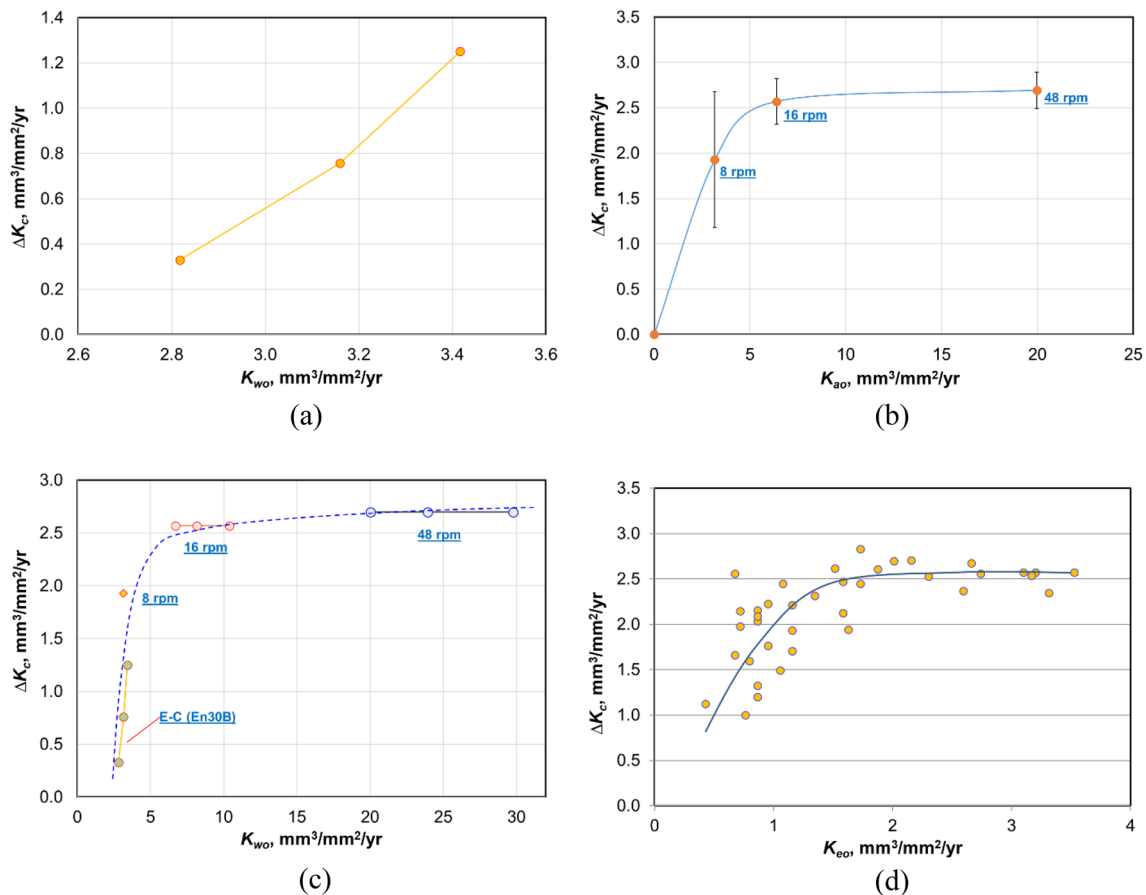 1.4
1.2
1.0
0.8
0.6
0.4
0.2
0.0
ΔKc, mm³/mm²/yr
2.6 2.8 3.0 3.2 3.4 3.6
Kwo, mm³/mm²/yr
(a)
3.5
3.0
2.5
2.0
1.5
1.0
0.5
0.0
ΔKc, mm³/mm²/yr
48 rpm
16 rpm
8 rpm
0 5 10 15 20 25
Kao, mm³/mm²/yr
(b)
3.0
2.5
2.0
1.5
1.0
0.5
0.0
ΔKc, mm³/mm²/yr
48 rpm
16 rpm
8 rpm
E-C (En30B)
0 5 10 15 20 25 30
Kwo, mm³/mm²/yr
(c)
3.5
3.0
2.5
2.0
1.5
1.0
0.5
0.0
ΔKc, mm³/mm²/yr
0 1 2 3 4
Keo, mm³/mm²/yr
(d)